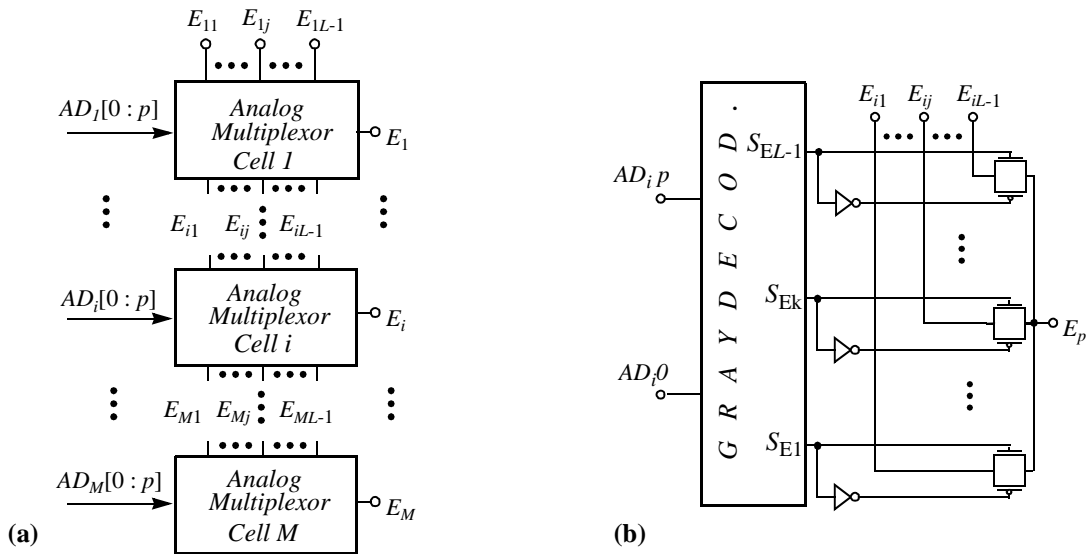 E11 E1j E1L-1
AD1[0 : p]
Analog
Multiplexor
Cell 1
E1
Ei1 Eij EiL-1
ADi[0 : p]
Analog
Multiplexor
Cell i
Ei
EM1 EMj EML-1
ADM[0 : p]
Analog
Multiplexor
Cell M
EM
(a)
Ei1 Eij EiL-1
ADi p
ADi0
G R A Y D E C O D .
SEL-1
SEk
SE1
Ep
(b)